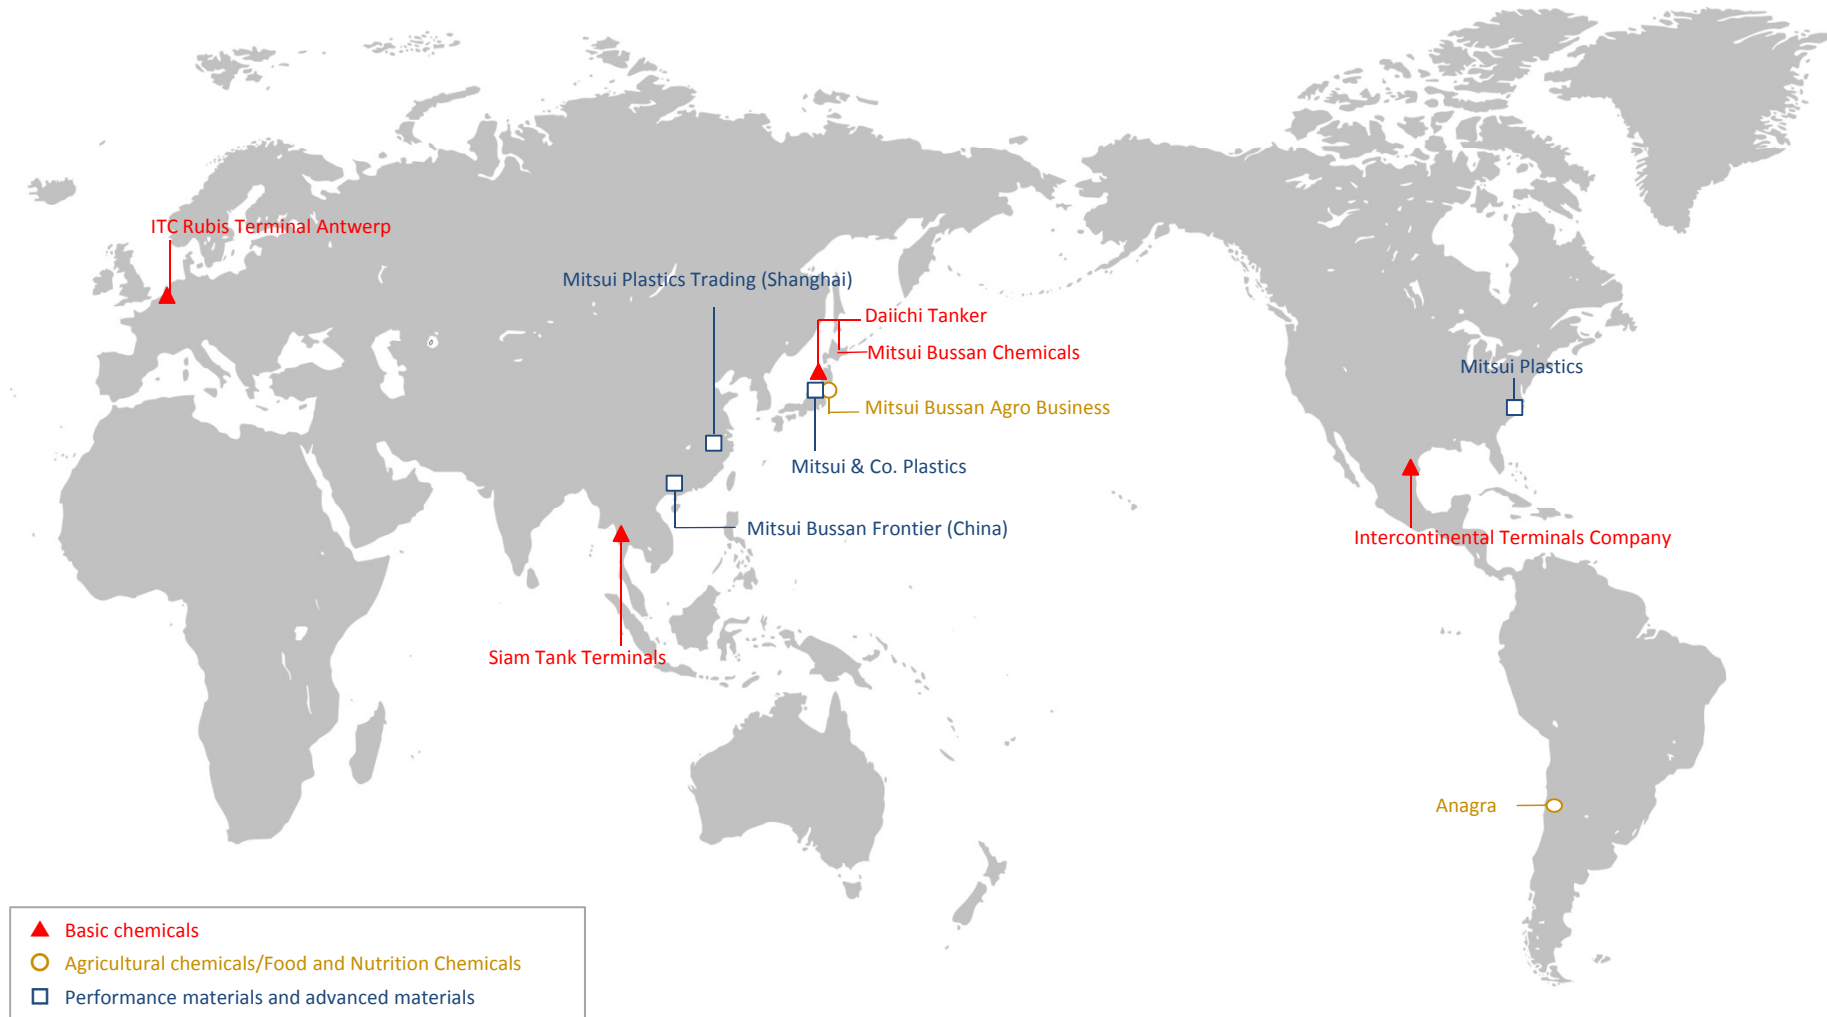 ITC Rubis Terminal Antwerp
Mitsui Plastics Trading (Shanghai)
Daiichi Tanker
Mitsui Bussan Chemicals
Mitsui Plastics
Mitsui Bussan Agro Business
Mitsui & Co. Plastics
Mitsui Bussan Frontier (China)
Intercontinental Terminals Company
Siam Tank Terminals
Anagra
Basic chemicals
Agricultural chemicals/Food and Nutrition Chemicals
Performance materials and advanced materials